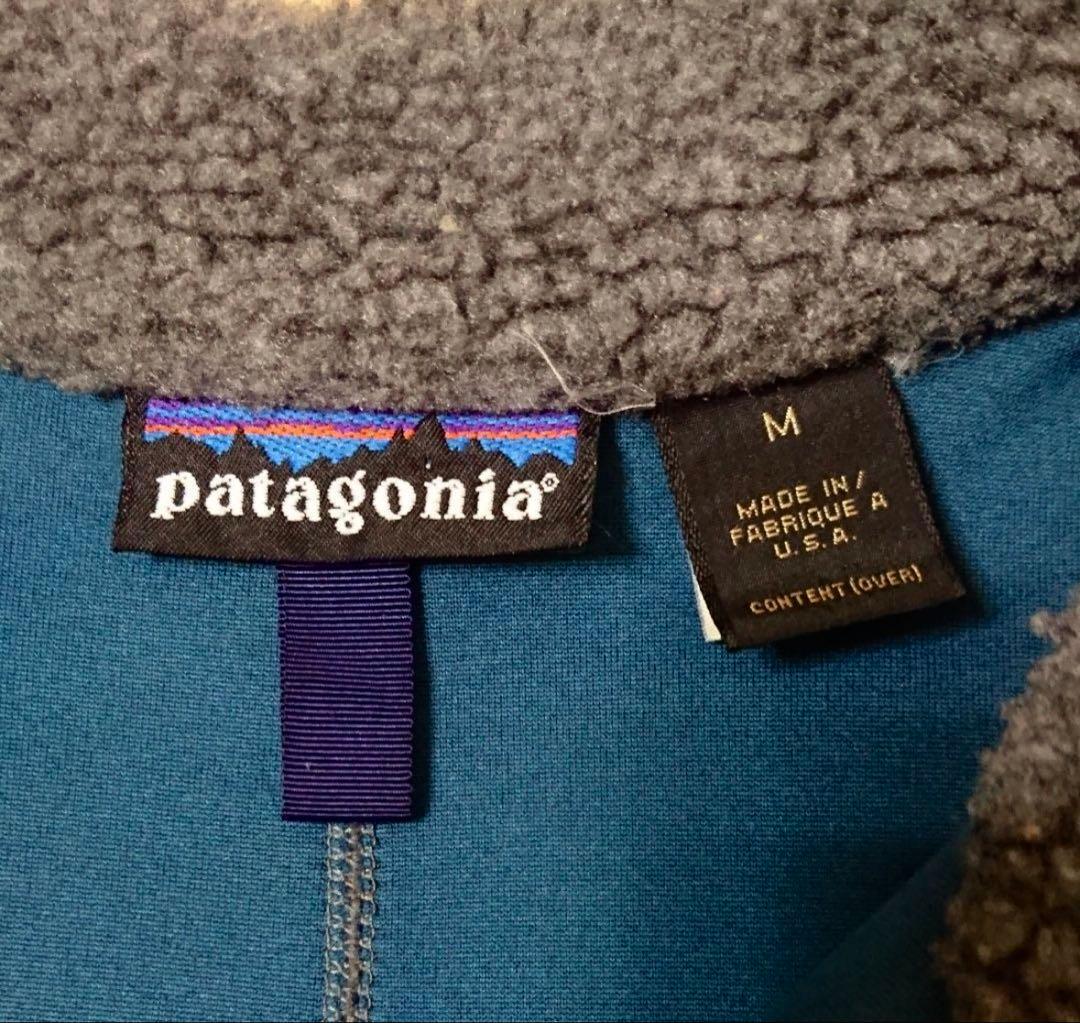 patagonia®
M
MADE IN/
FABRIQUE A
U.S.A.
CONTENT (OVER)